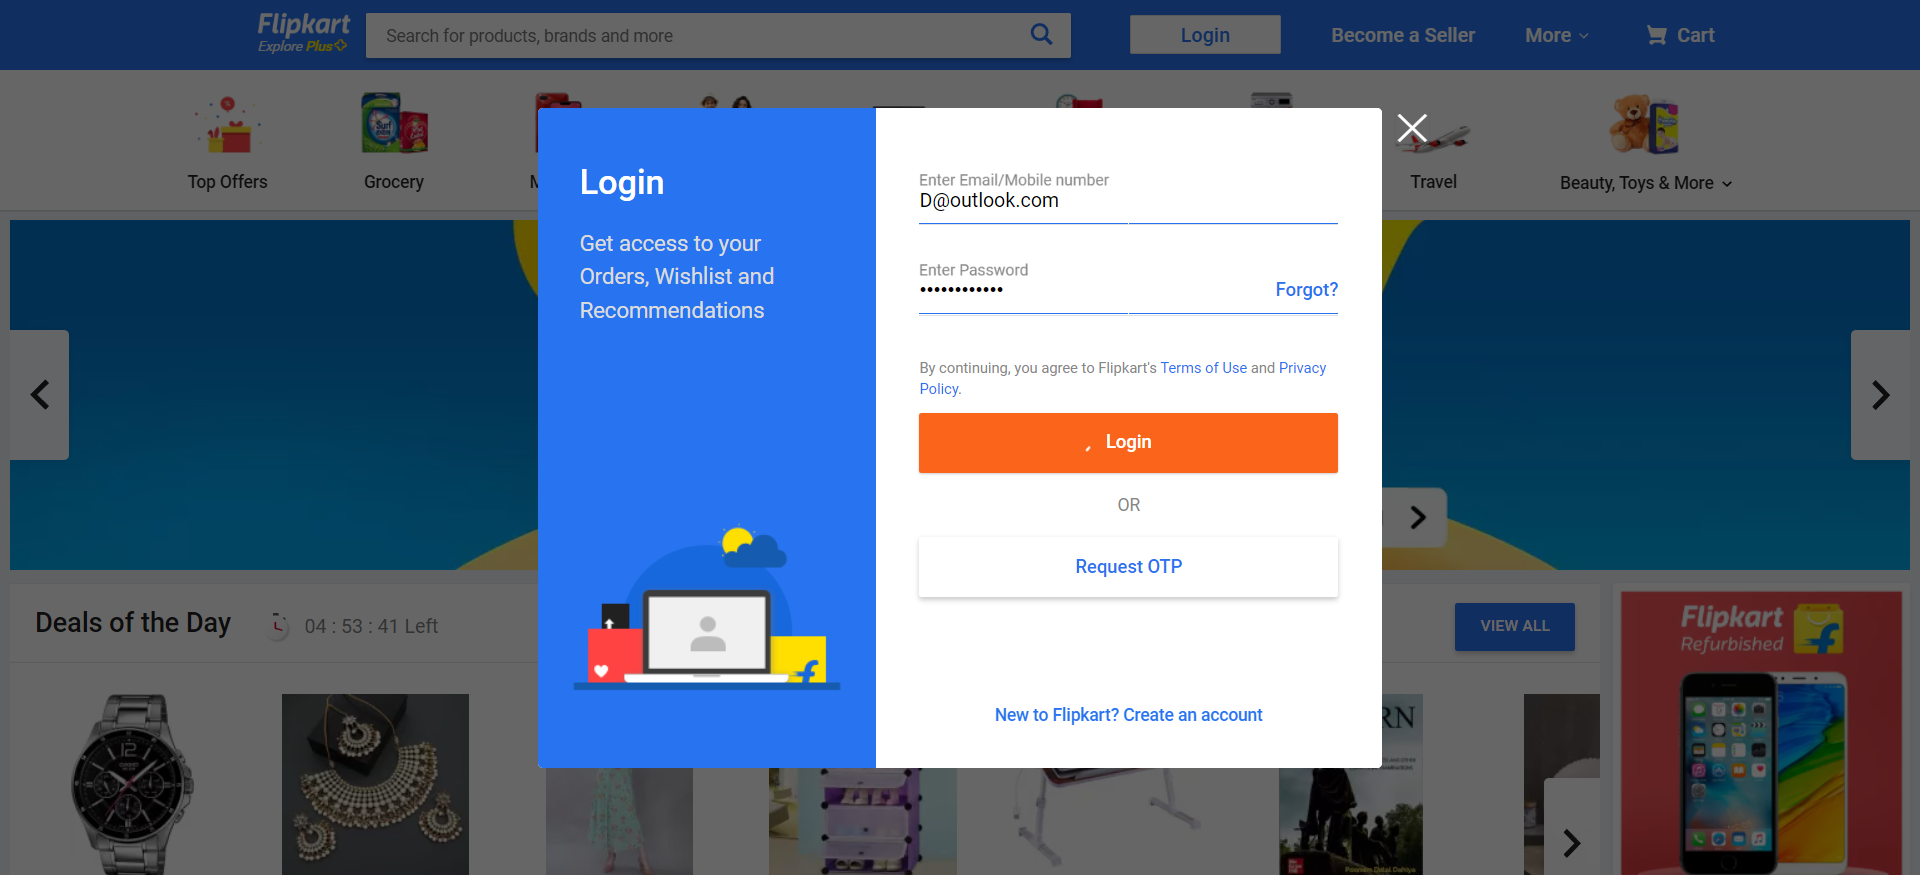 Flipkart
Explore Plus
Search for products, brands and more
Login
Become a Seller
More
Cart
Top Offers
Grocery
M
Travel
Beauty, Toys & More
Login
Get access to your
Orders, Wishlist and
Recommendations
Enter Email/Mobile number
D@outlook.com
Enter Password
••••••••••••
Forgot?
By continuing, you agree to Flipkart's Terms of Use and Privacy
Policy.
Login
OR
Request OTP
New to Flipkart? Create an account
Deals of the Day
04 : 53 : 41 Left
VIEW ALL
Flipkart
Refurbished
12
RN